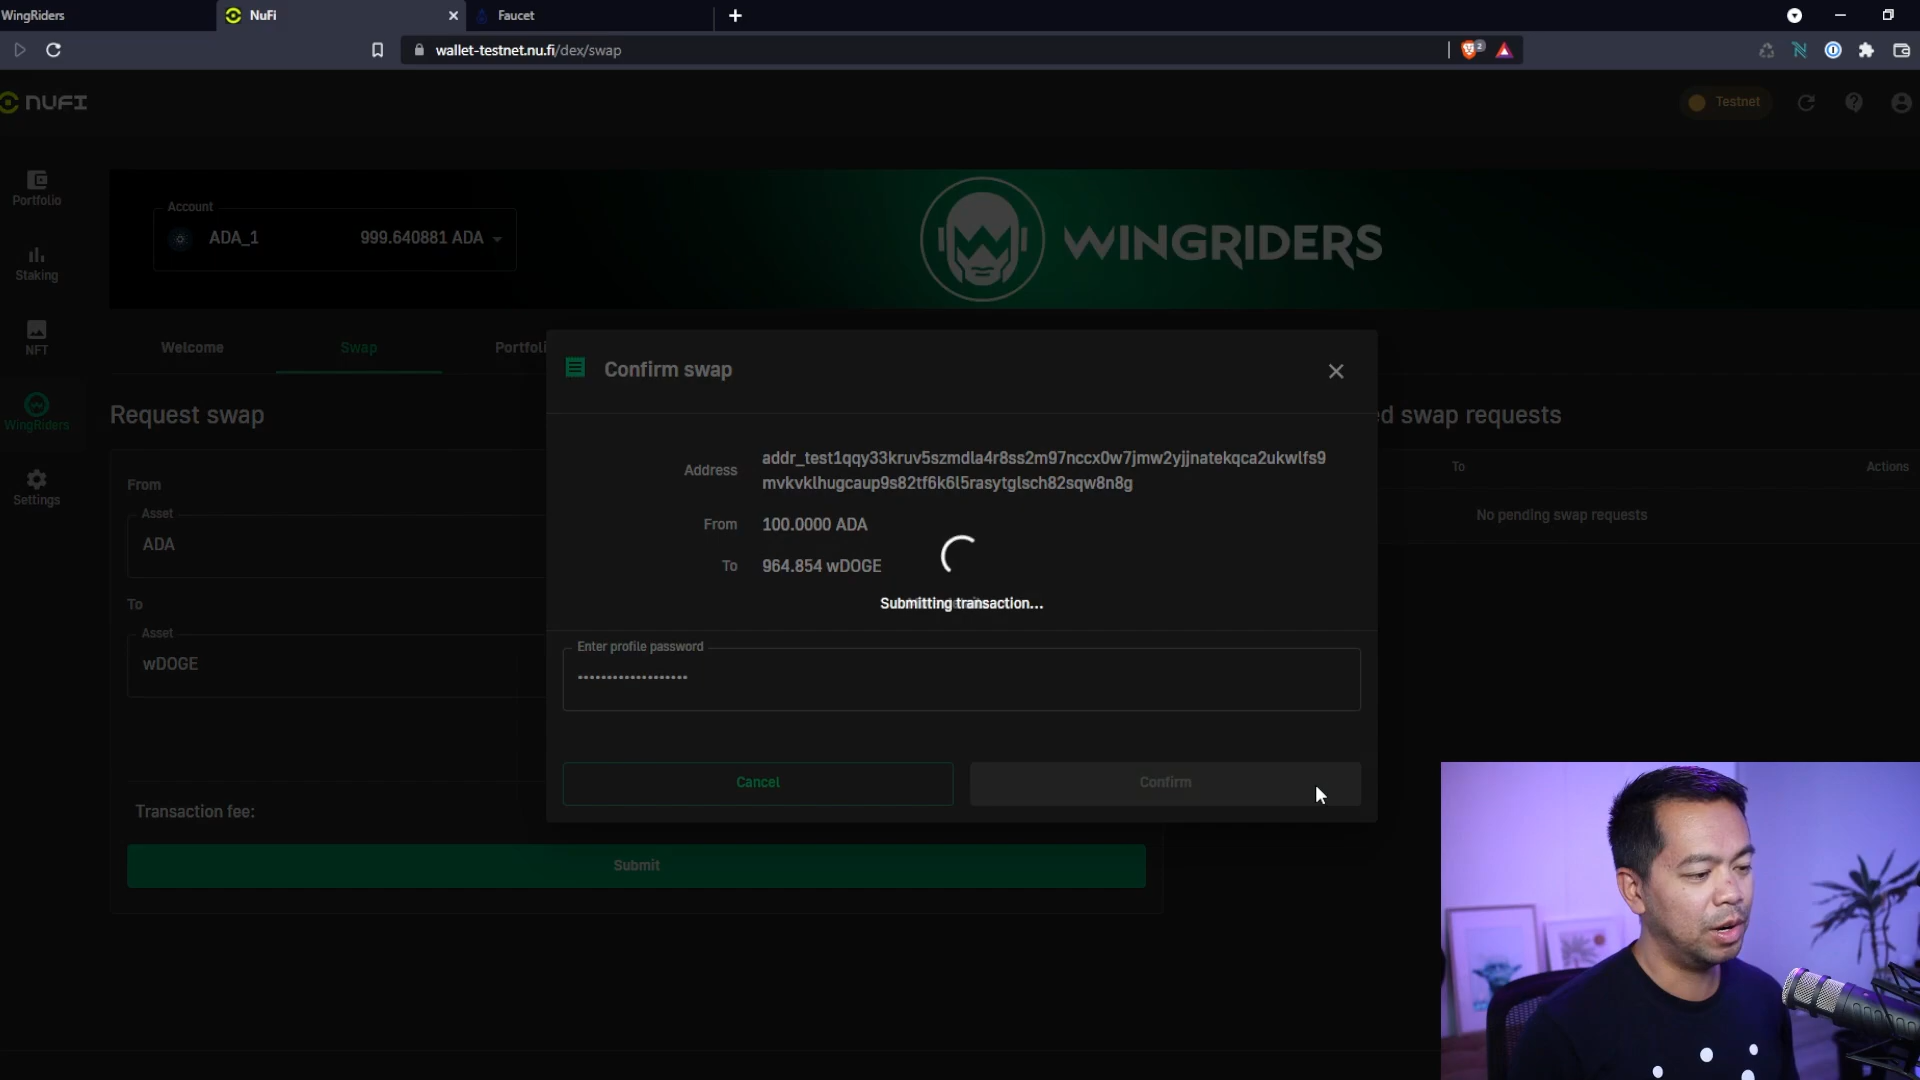 WingRiders
NuFi
Faucet
wallet-testnet.nu.fi/dex/swap
2
NUFI
Testnet
Portfolio
Staking
NFT
WingRiders
Settings
Account
ADA_1
999.640881 ADA
WINGRIDERS
Welcome
Swap
Portfoli
Request swap
From
Asset
ADA
To
Asset
wDOGE
Transaction fee:
Submit
Confirm swap
Address
addr_test1qqy33kruv5szmdla4r8ss2m97nccx0w7jmw2yjjnatekqca2ukwlfs9
mvkvklhugcaup9s82tf6k6l5rasytglsch82sqw8n8g
From
100.0000 ADA
To
964.854 wDOGE
Submitting transaction...
Enter profile password
Cancel
Confirm
ed swap requests
To
Actions
No pending swap requests